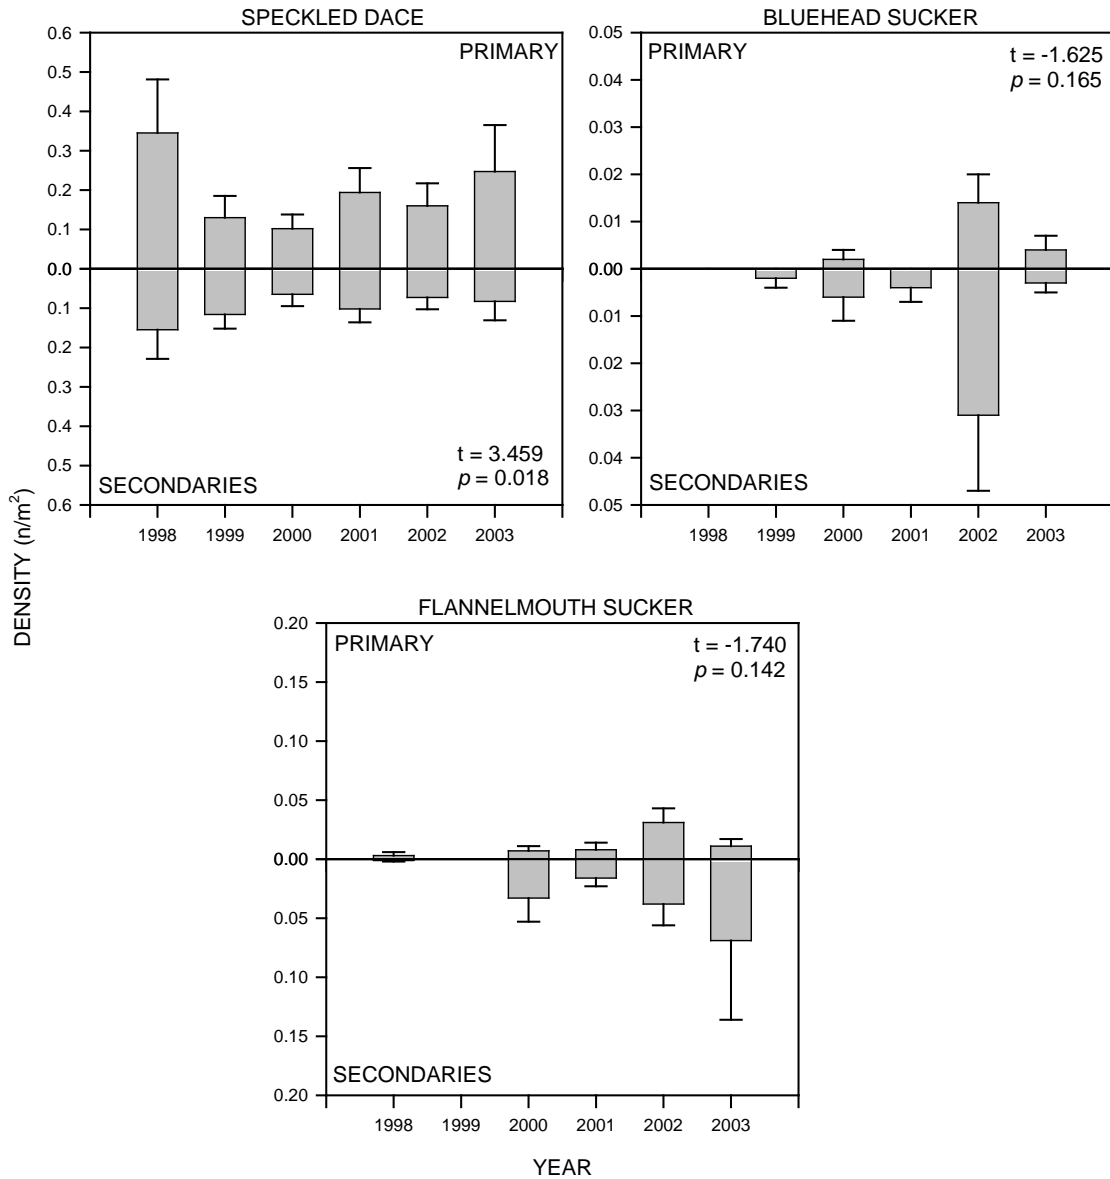 SPECKLED DACE
PRIMARY
0.6
0.5
0.4
0.3
0.2
0.1
0.0
0.1
0.2
0.3
0.4
0.5
0.6
t = 3.459
p = 0.018
SECONDARIES
1998 1999 2000 2001 2002 2003
BLUEHEAD SUCKER
PRIMARY
t = -1.625
p = 0.165
0.05
0.04
0.03
0.02
0.01
0.00
0.01
0.02
0.03
0.04
0.05
SECONDARIES
1998 1999 2000 2001 2002 2003
DENSITY (n/m²)
FLANNELMOUTH SUCKER
PRIMARY
t = -1.740
p = 0.142
0.20
0.15
0.10
0.05
0.00
0.05
0.10
0.15
0.20
SECONDARIES
1998 1999 2000 2001 2002 2003
YEAR